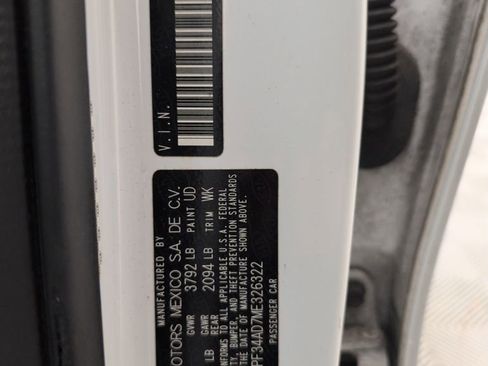 V.I.N.
MANUFACTURED BY
OTORS MEXICO S.A. DE C.V.
GVWR 3792 LB PAINT UD
LB GAWR REAR 2094 LB TRIM WK
NFORMS TO ALL APPLICABLE U.S.A. FEDERAL
TY, BUMPER, AND THEFT PREVENTION STANDARDS
THE DATE OF MANUFACTURE SHOWN ABOVE.
PF34AD7ME326322
PASSENGER CAR